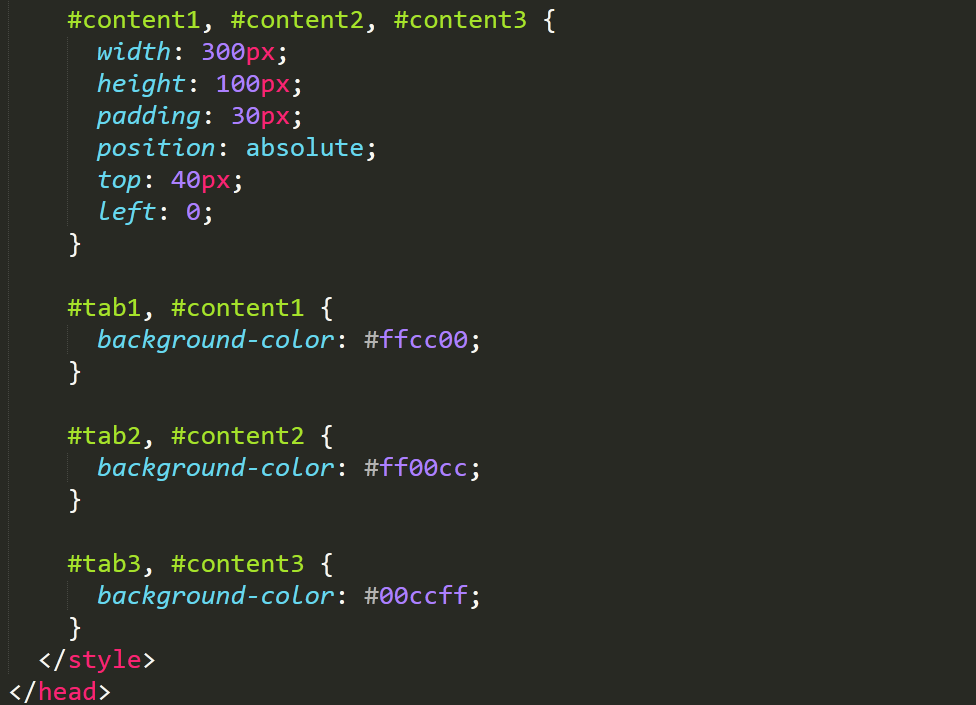 #content1, #content2, #content3 {
width: 300px;
height: 100px;
padding: 30px;
position: absolute;
top: 40px;
left: 0;
}
#tab1, #content1 {
background-color: #ffcc00;
}
#tab2, #content2 {
background-color: #ff00cc;
}
#tab3, #content3 {
background-color: #00ccff;
}
</style>
</head>